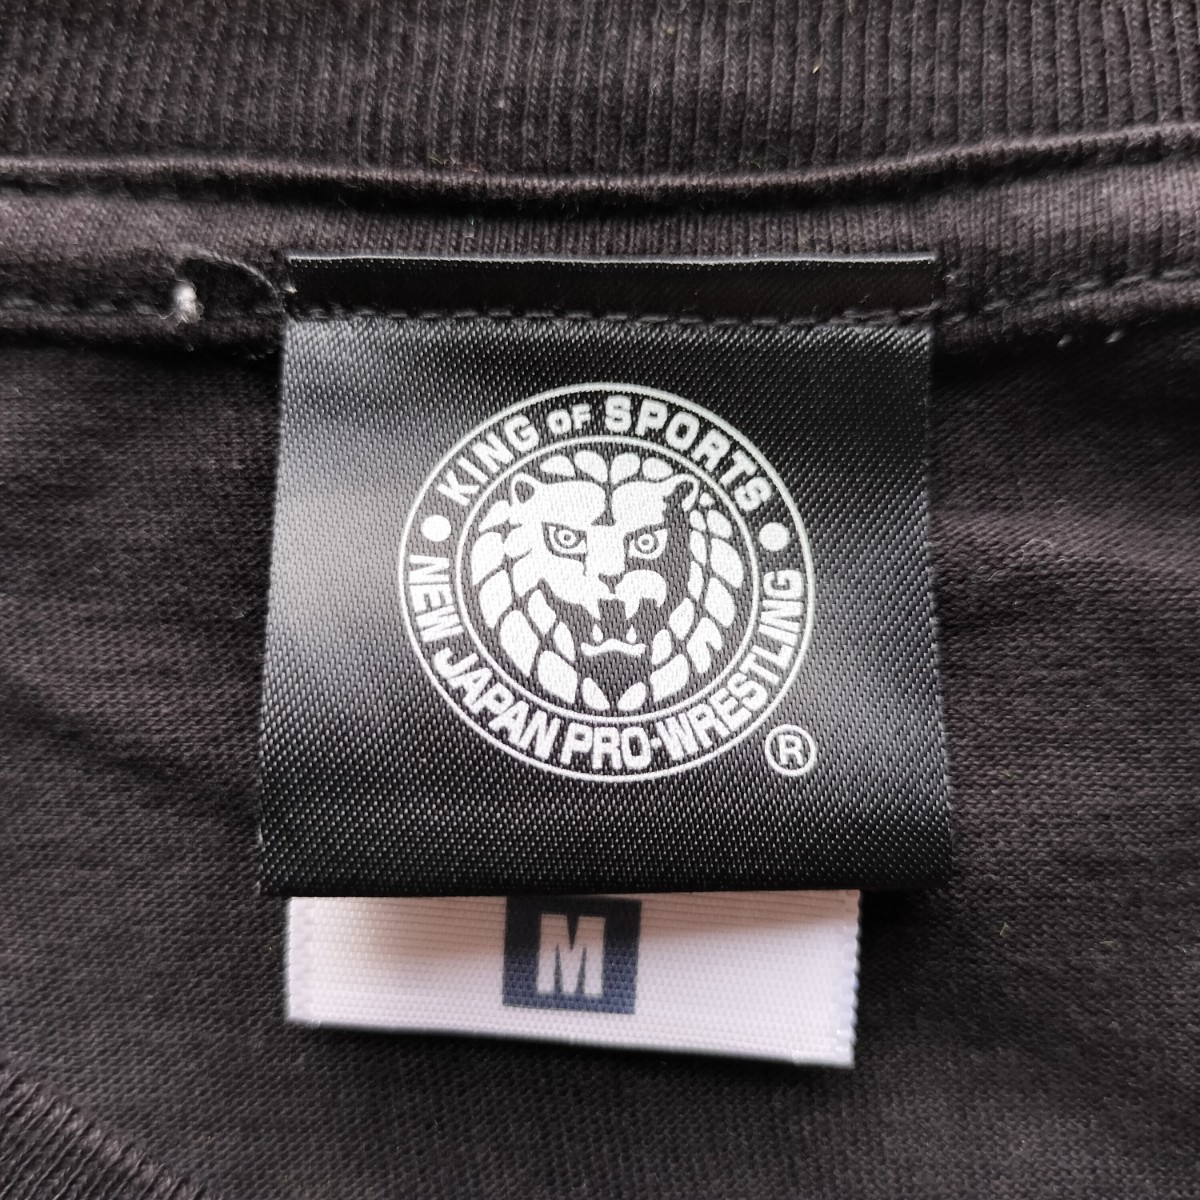 KING OF SPORTS
NEW JAPAN PRO-WRESTLING
®
M